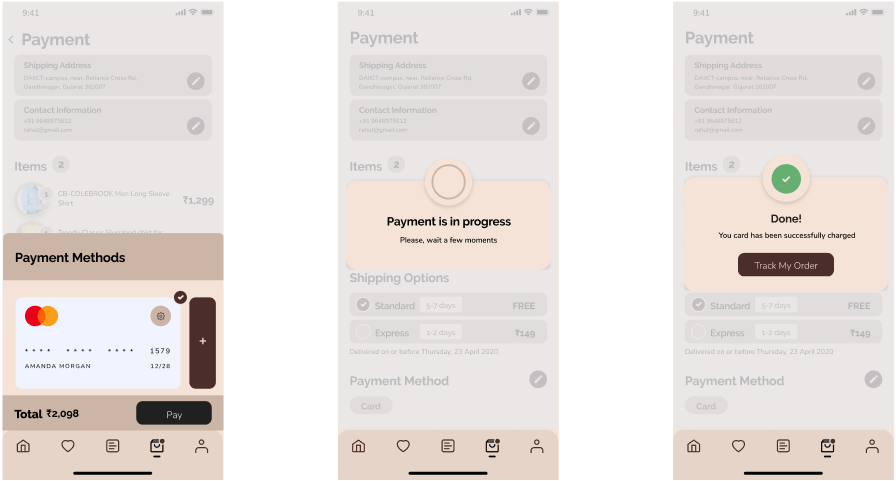 9:41
Payment
Shipping Address
DAIICT-campus, near, Reliance Cross Rd,
Gandhinagar, Gujarat 382007
Contact Information
+91 9648975612
rahul@gmail.com
Items 2
1
CB-COLEBROOK Men Long Sleeve
Shirt
₹1,299
Payment Methods
* * * * * * * * * * * * 1579
AMANDA MORGAN 12/28
+
Total ₹2,098
Pay
9:41
Payment
Shipping Address
DAIICT-campus, near, Reliance Cross Rd,
Gandhinagar, Gujarat 382007
Contact Information
+91 9648975612
rahul@gmail.com
Items 2
Payment is in progress
Please, wait a few moments
Shipping Options
Standard 5-7 days FREE
Express 1-2 days ₹149
Delivered on or before Thursday, 23 April 2020
Payment Method
Card
9:41
Payment
Shipping Address
DAIICT-campus, near, Reliance Cross Rd,
Gandhinagar, Gujarat 382007
Contact Information
+91 9648975612
rahul@gmail.com
Items 2
Done!
You card has been successfully charged
Track My Order
Standard 5-7 days FREE
Express 1-2 days ₹149
Delivered on or before Thursday, 23 April 2020
Payment Method
Card